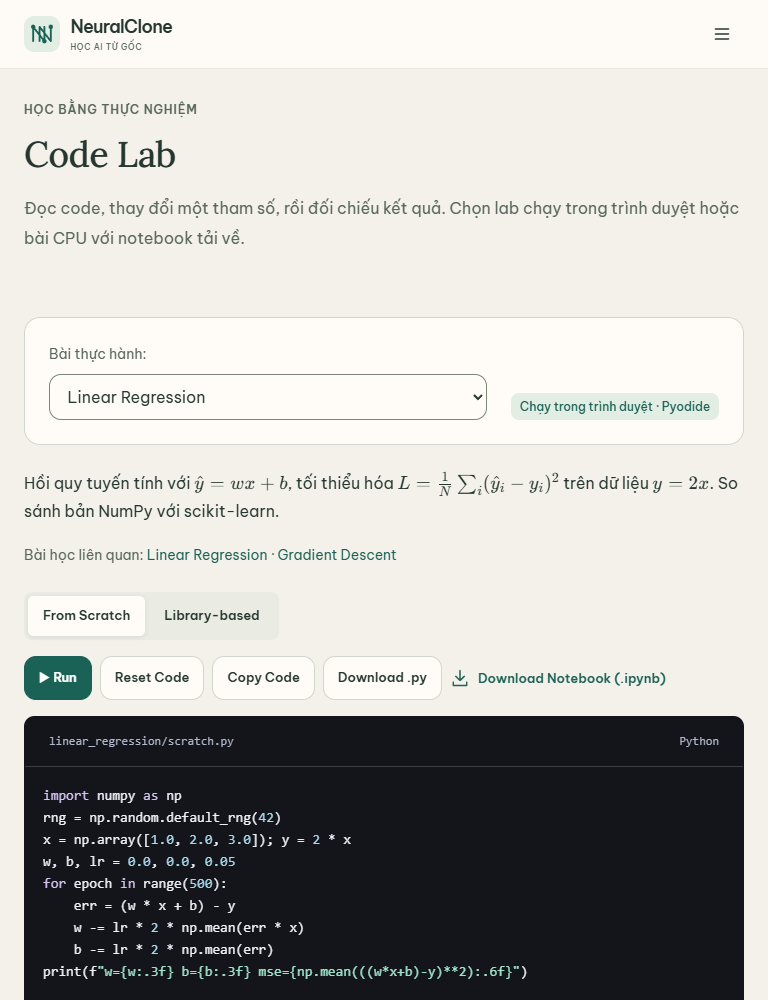 NeuralClone
HỌC AI TỪ GỐC
HỌC BẰNG THỰC NGHIỆM
Code Lab
Đọc code, thay đổi một tham số, rồi đối chiếu kết quả. Chọn lab chạy trong trình duyệt hoặc
bài CPU với notebook tải về.
Bài thực hành:
Linear Regression
Chạy trong trình duyệt · Pyodide
Hồi quy tuyến tính với ŷ = wx + b, tối thiểu hóa L = 1/N ∑ᵢ(ŷᵢ − yᵢ)² trên dữ liệu y = 2x. So
sánh bản NumPy với scikit-learn.
Bài học liên quan: Linear Regression · Gradient Descent
From Scratch Library-based
▶ Run Reset Code Copy Code Download .py Download Notebook (.ipynb)
linear_regression/scratch.py Python
import numpy as np
rng = np.random.default_rng(42)
x = np.array([1.0, 2.0, 3.0]); y = 2 * x
w, b, lr = 0.0, 0.0, 0.05
for epoch in range(500):
    err = (w * x + b) - y
    w -= lr * 2 * np.mean(err * x)
    b -= lr * 2 * np.mean(err)
print(f"w={w:.3f} b={b:.3f} mse={np.mean(((w*x+b)-y)**2):.6f}")